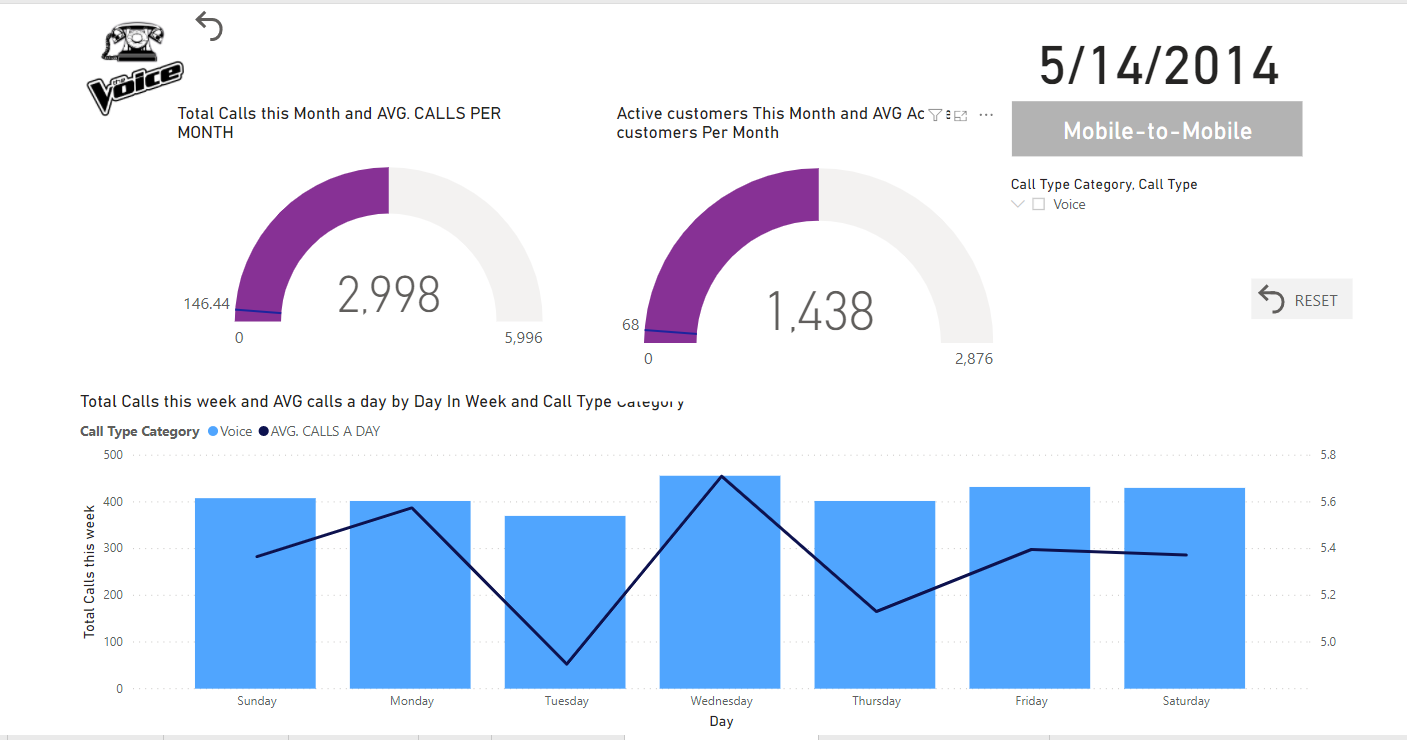 the
Voice
5/14/2014
Mobile-to-Mobile
Total Calls this Month and AVG. CALLS PER
MONTH
146.44
2,998
0
5,996
Active customers This Month and AVG Ac
customers Per Month
68
1,438
0
2,876
Call Type Category, Call Type
Voice
RESET
Total Calls this week and AVG calls a day by Day In Week and Call Type Category
Call Type Category Voice AVG. CALLS A DAY
Total Calls this week
500
400
300
200
100
0
5.8
5.6
5.4
5.2
5.0
Sunday Monday Tuesday Wednesday Thursday Friday Saturday
Day